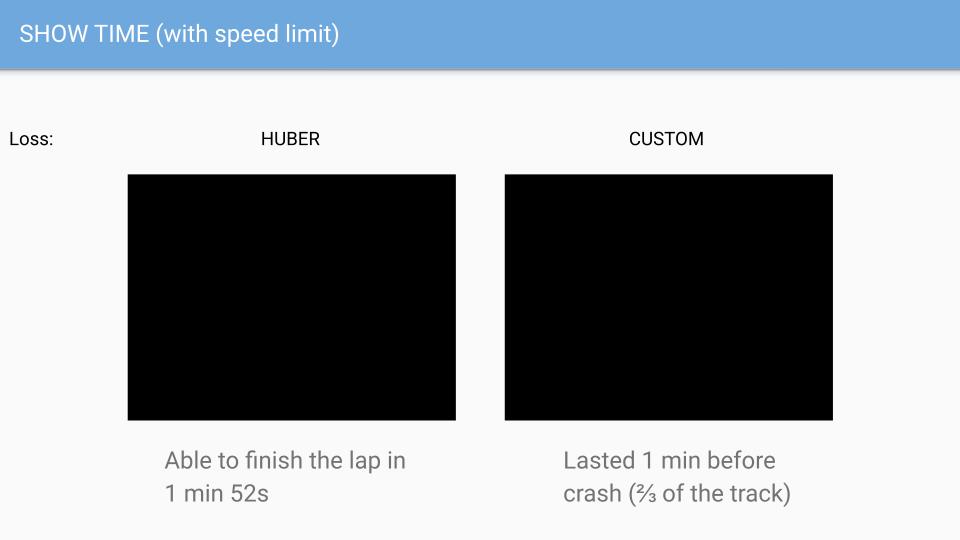 SHOW TIME (with speed limit)
Loss:
HUBER
CUSTOM
Able to finish the lap in
1 min 52s
Lasted 1 min before
crash (⅔ of the track)